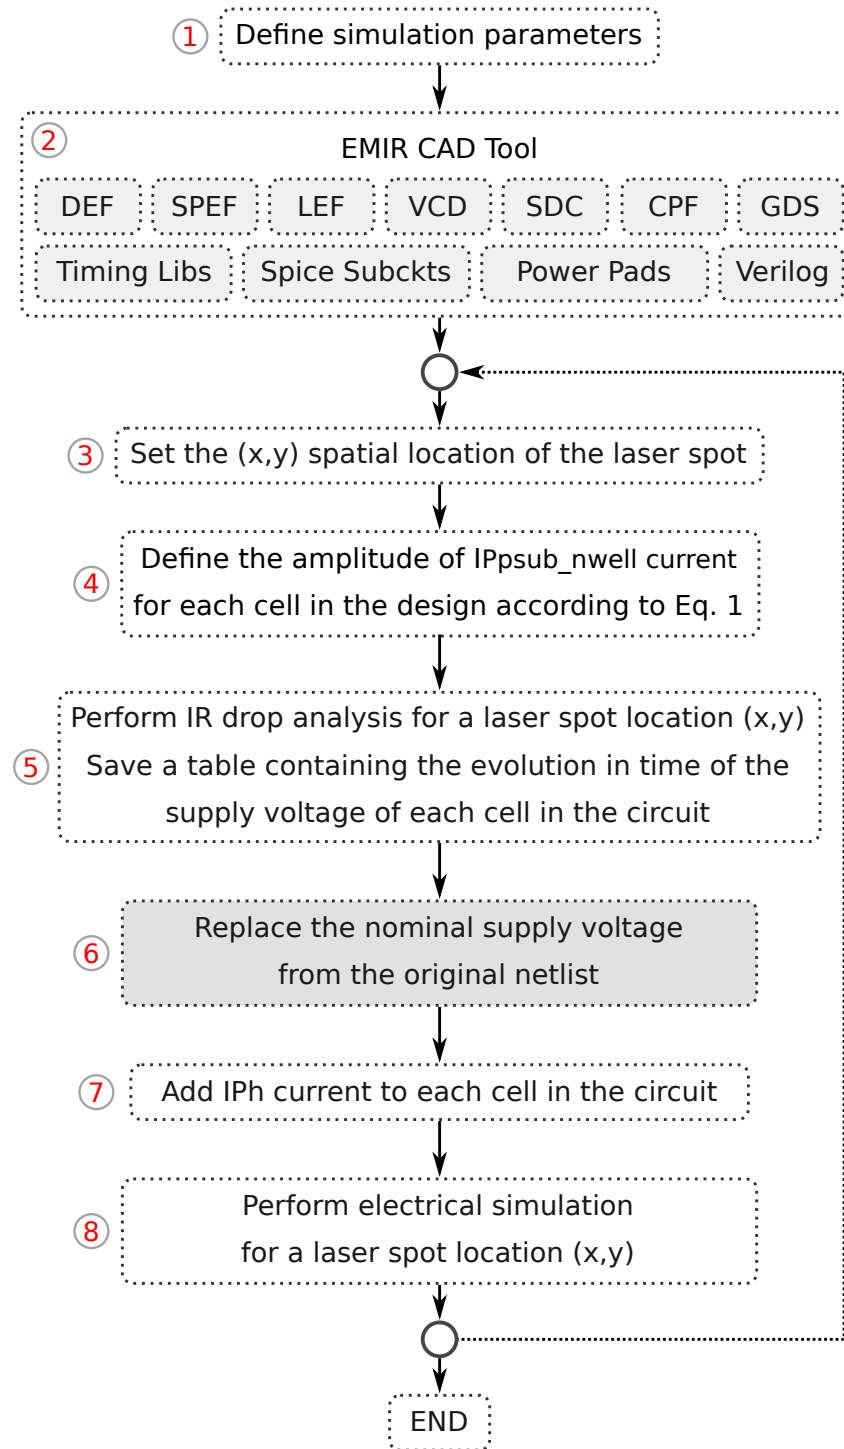 1 Define simulation parameters
2
EMIR CAD Tool
DEF SPEF LEF VCD SDC CPF GDS
Timing Libs Spice Subckts Power Pads Verilog
3 Set the (x,y) spatial location of the laser spot
Define the amplitude of IPpsub_nwell current
4
for each cell in the design according to Eq. 1
Perform IR drop analysis for a laser spot location (x,y)
5 Save a table containing the evolution in time of the
supply voltage of each cell in the circuit
Replace the nominal supply voltage
6
from the original netlist
7 Add IPh current to each cell in the circuit
Perform electrical simulation
8
for a laser spot location (x,y)
END